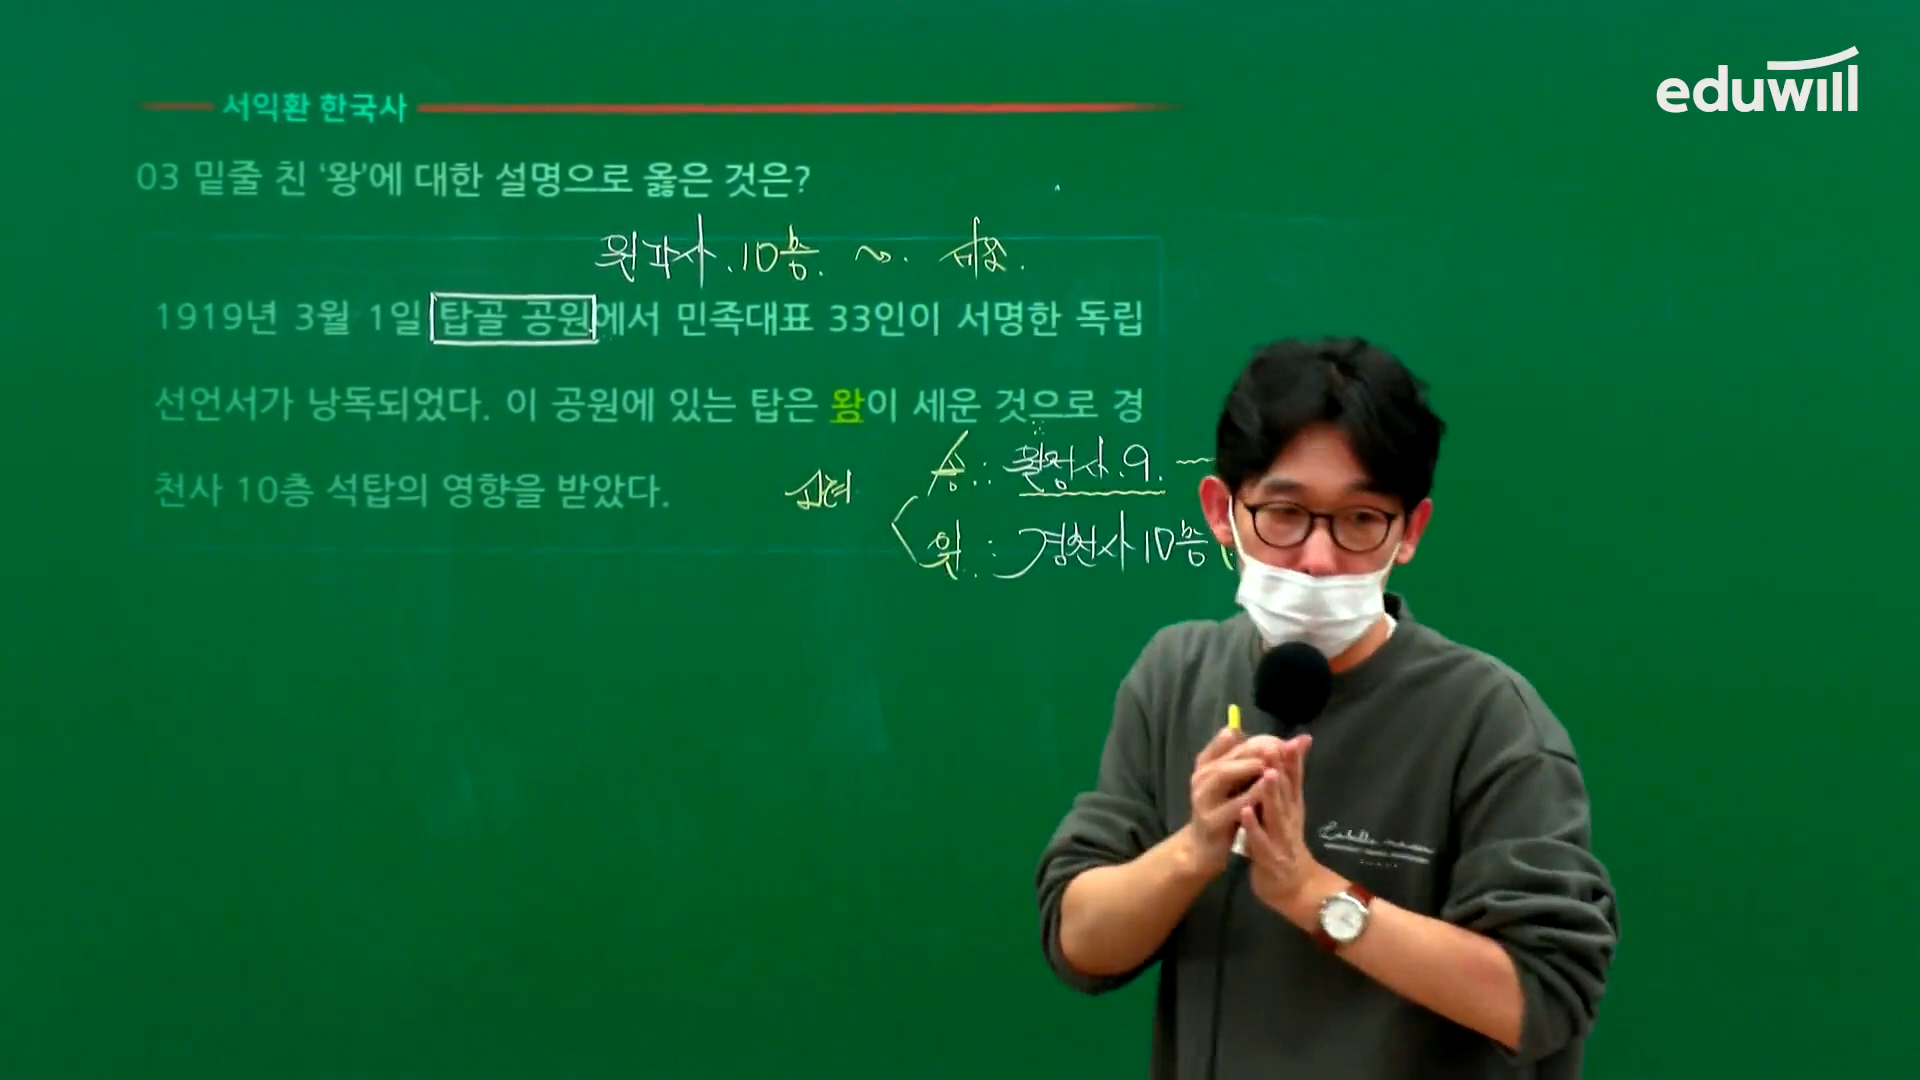 eduwill
서익환 한국사
03 밑줄 친 ‘왕’에 대한 설명으로 옳은 것은?
원각사.10층. ~. 세조.
1919년 3월 1일 탑골 공원에서 민족대표 33인이 서명한 독립
선언서가 낭독되었다. 이 공원에 있는 탑은 왕이 세운 것으로 경
천사 10층 석탑의 영향을 받았다.
고려
송: 월정사.9.
원: 경천사10층